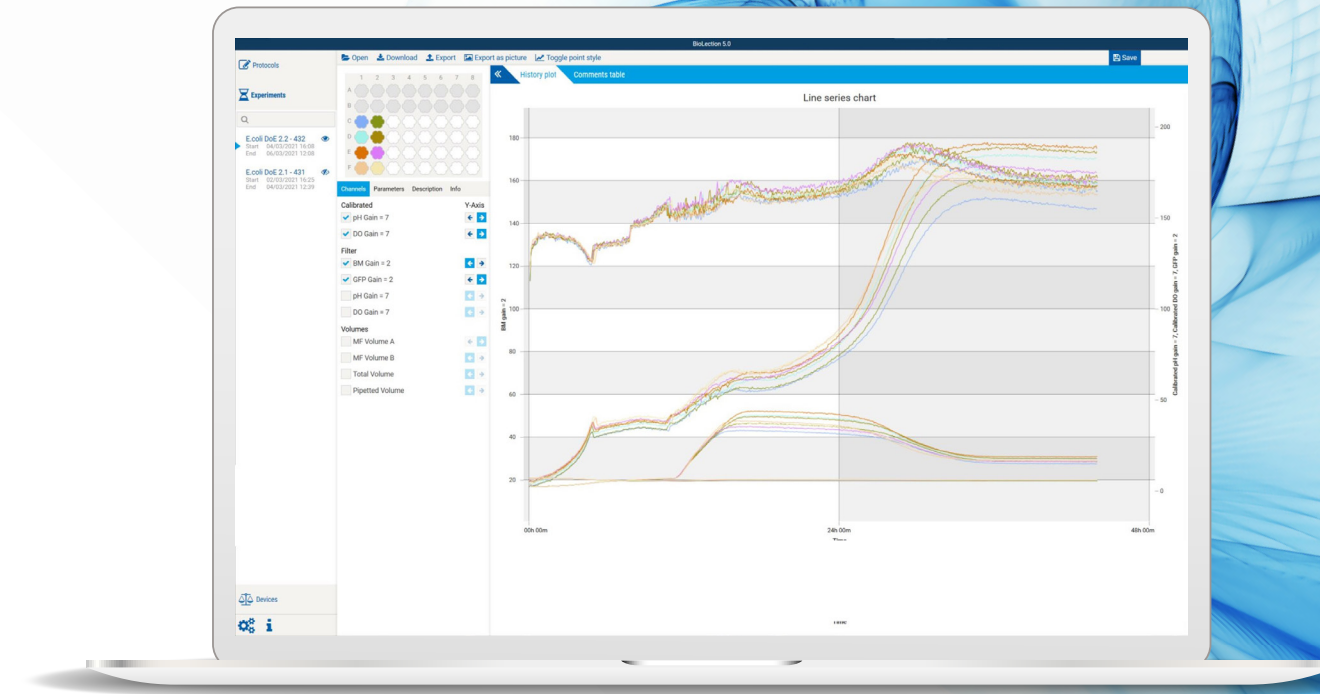 BioLection 5.0
Protocols
Experiments
E.coli DoE 2.2 - 432
Start 04/03/2021 16:08
End 06/03/2021 12:08
E.coli DoE 2.1 - 431
Start 02/03/2021 16:25
End 04/03/2021 12:29
Devices
Open Download Export Export as picture Toggle point style
Save
1 2 3 4 5 6 7 8
A
B
C
D
E
F
Channels Parameters Description Info
Calibrated Y-Axis
pH Gain = 7
DO Gain = 7
Filter
BM Gain = 2
GFP Gain = 2
pH Gain = 7
DO Gain = 7
Volumes
MF Volume A
MF Volume B
Total Volume
Pipetted Volume
History plot Comments table
Line series chart
BM gain = 2
180
160
140
120
100
80
60
40
20
200
150
100
50
0
Calibrated pH gain = 7, Calibrated DO gain = 7, GFP gain = 2
00h 00m 24h 00m 48h 00m
Time